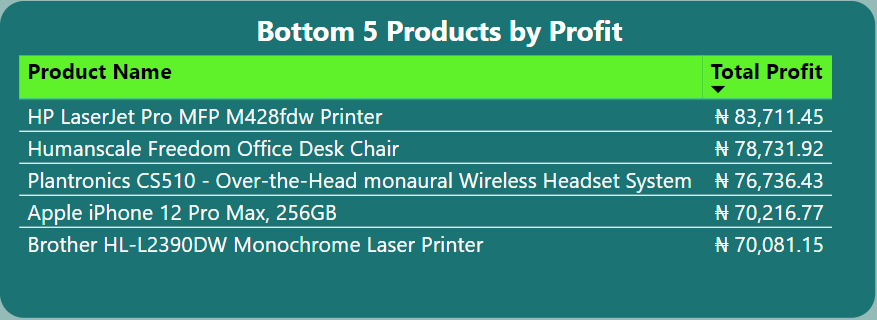 Bottom 5 Products by Profit
Product Name Total Profit
HP LaserJet Pro MFP M428fdw Printer ₦ 83,711.45
Humanscale Freedom Office Desk Chair ₦ 78,731.92
Plantronics CS510 - Over-the-Head monaural Wireless Headset System ₦ 76,736.43
Apple iPhone 12 Pro Max, 256GB ₦ 70,216.77
Brother HL-L2390DW Monochrome Laser Printer ₦ 70,081.15